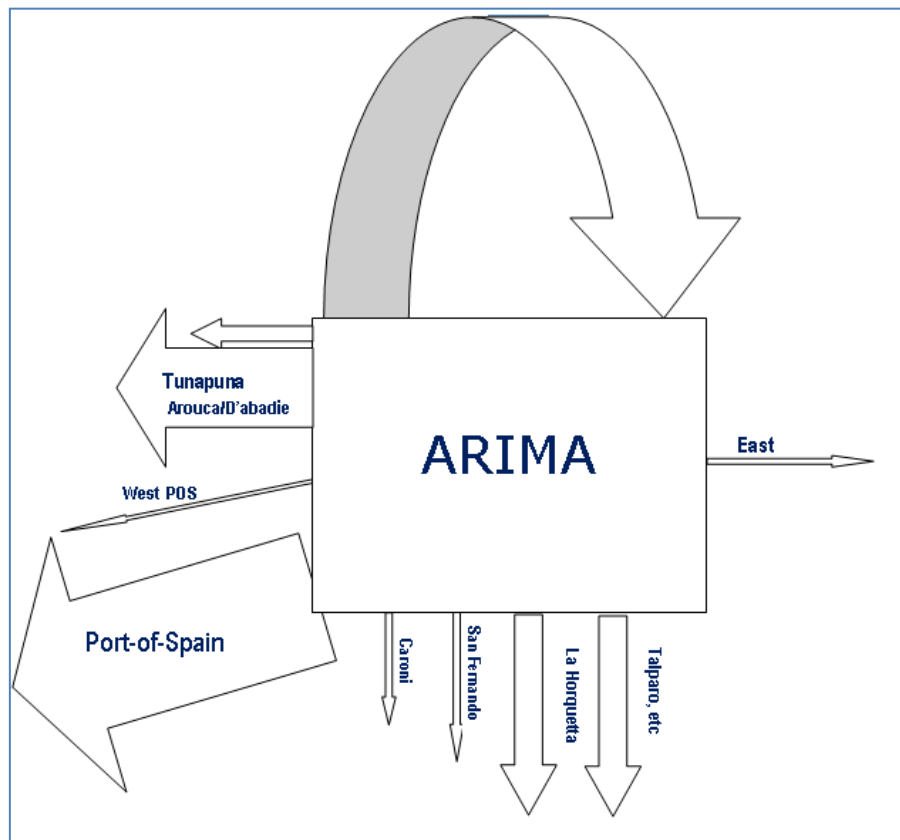 Tunapuna
Arouca/D'abadie
ARIMA
East
West POS
Port-of-Spain
Caroni
San Fernando
La Horquetta
Talparo, etc